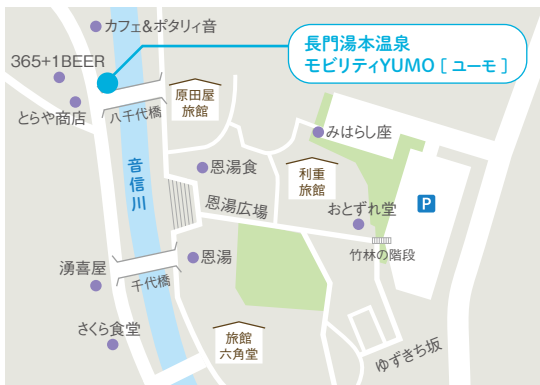 カフェ&ポタリィ音
長門湯本温泉
モビリティYUMO [ ユーモ ]
365+1BEER
とらや商店
八千代橋
原田屋
旅館
みはらし座
音信川
恩湯食
利重
旅館
恩湯広場
おとずれ堂
P
竹林の階段
恩湯
湧喜屋
千代橋
さくら食堂
旅館
六角堂
ゆずきち坂